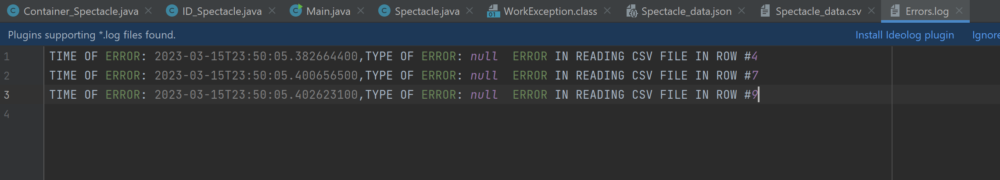 Container_Spectacle.java ID_Spectacle.java Main.java Spectacle.java WorkException.class Spectacle_data.json Spectacle_data.csv Errors.log
Plugins supporting *.log files found. Install Ideolog plugin Ignore
1 TIME OF ERROR: 2023-03-15T23:50:05.382664400,TYPE OF ERROR: null  ERROR IN READING CSV FILE IN ROW #4
2 TIME OF ERROR: 2023-03-15T23:50:05.400656500,TYPE OF ERROR: null  ERROR IN READING CSV FILE IN ROW #7
3 TIME OF ERROR: 2023-03-15T23:50:05.402623100,TYPE OF ERROR: null  ERROR IN READING CSV FILE IN ROW #9
4